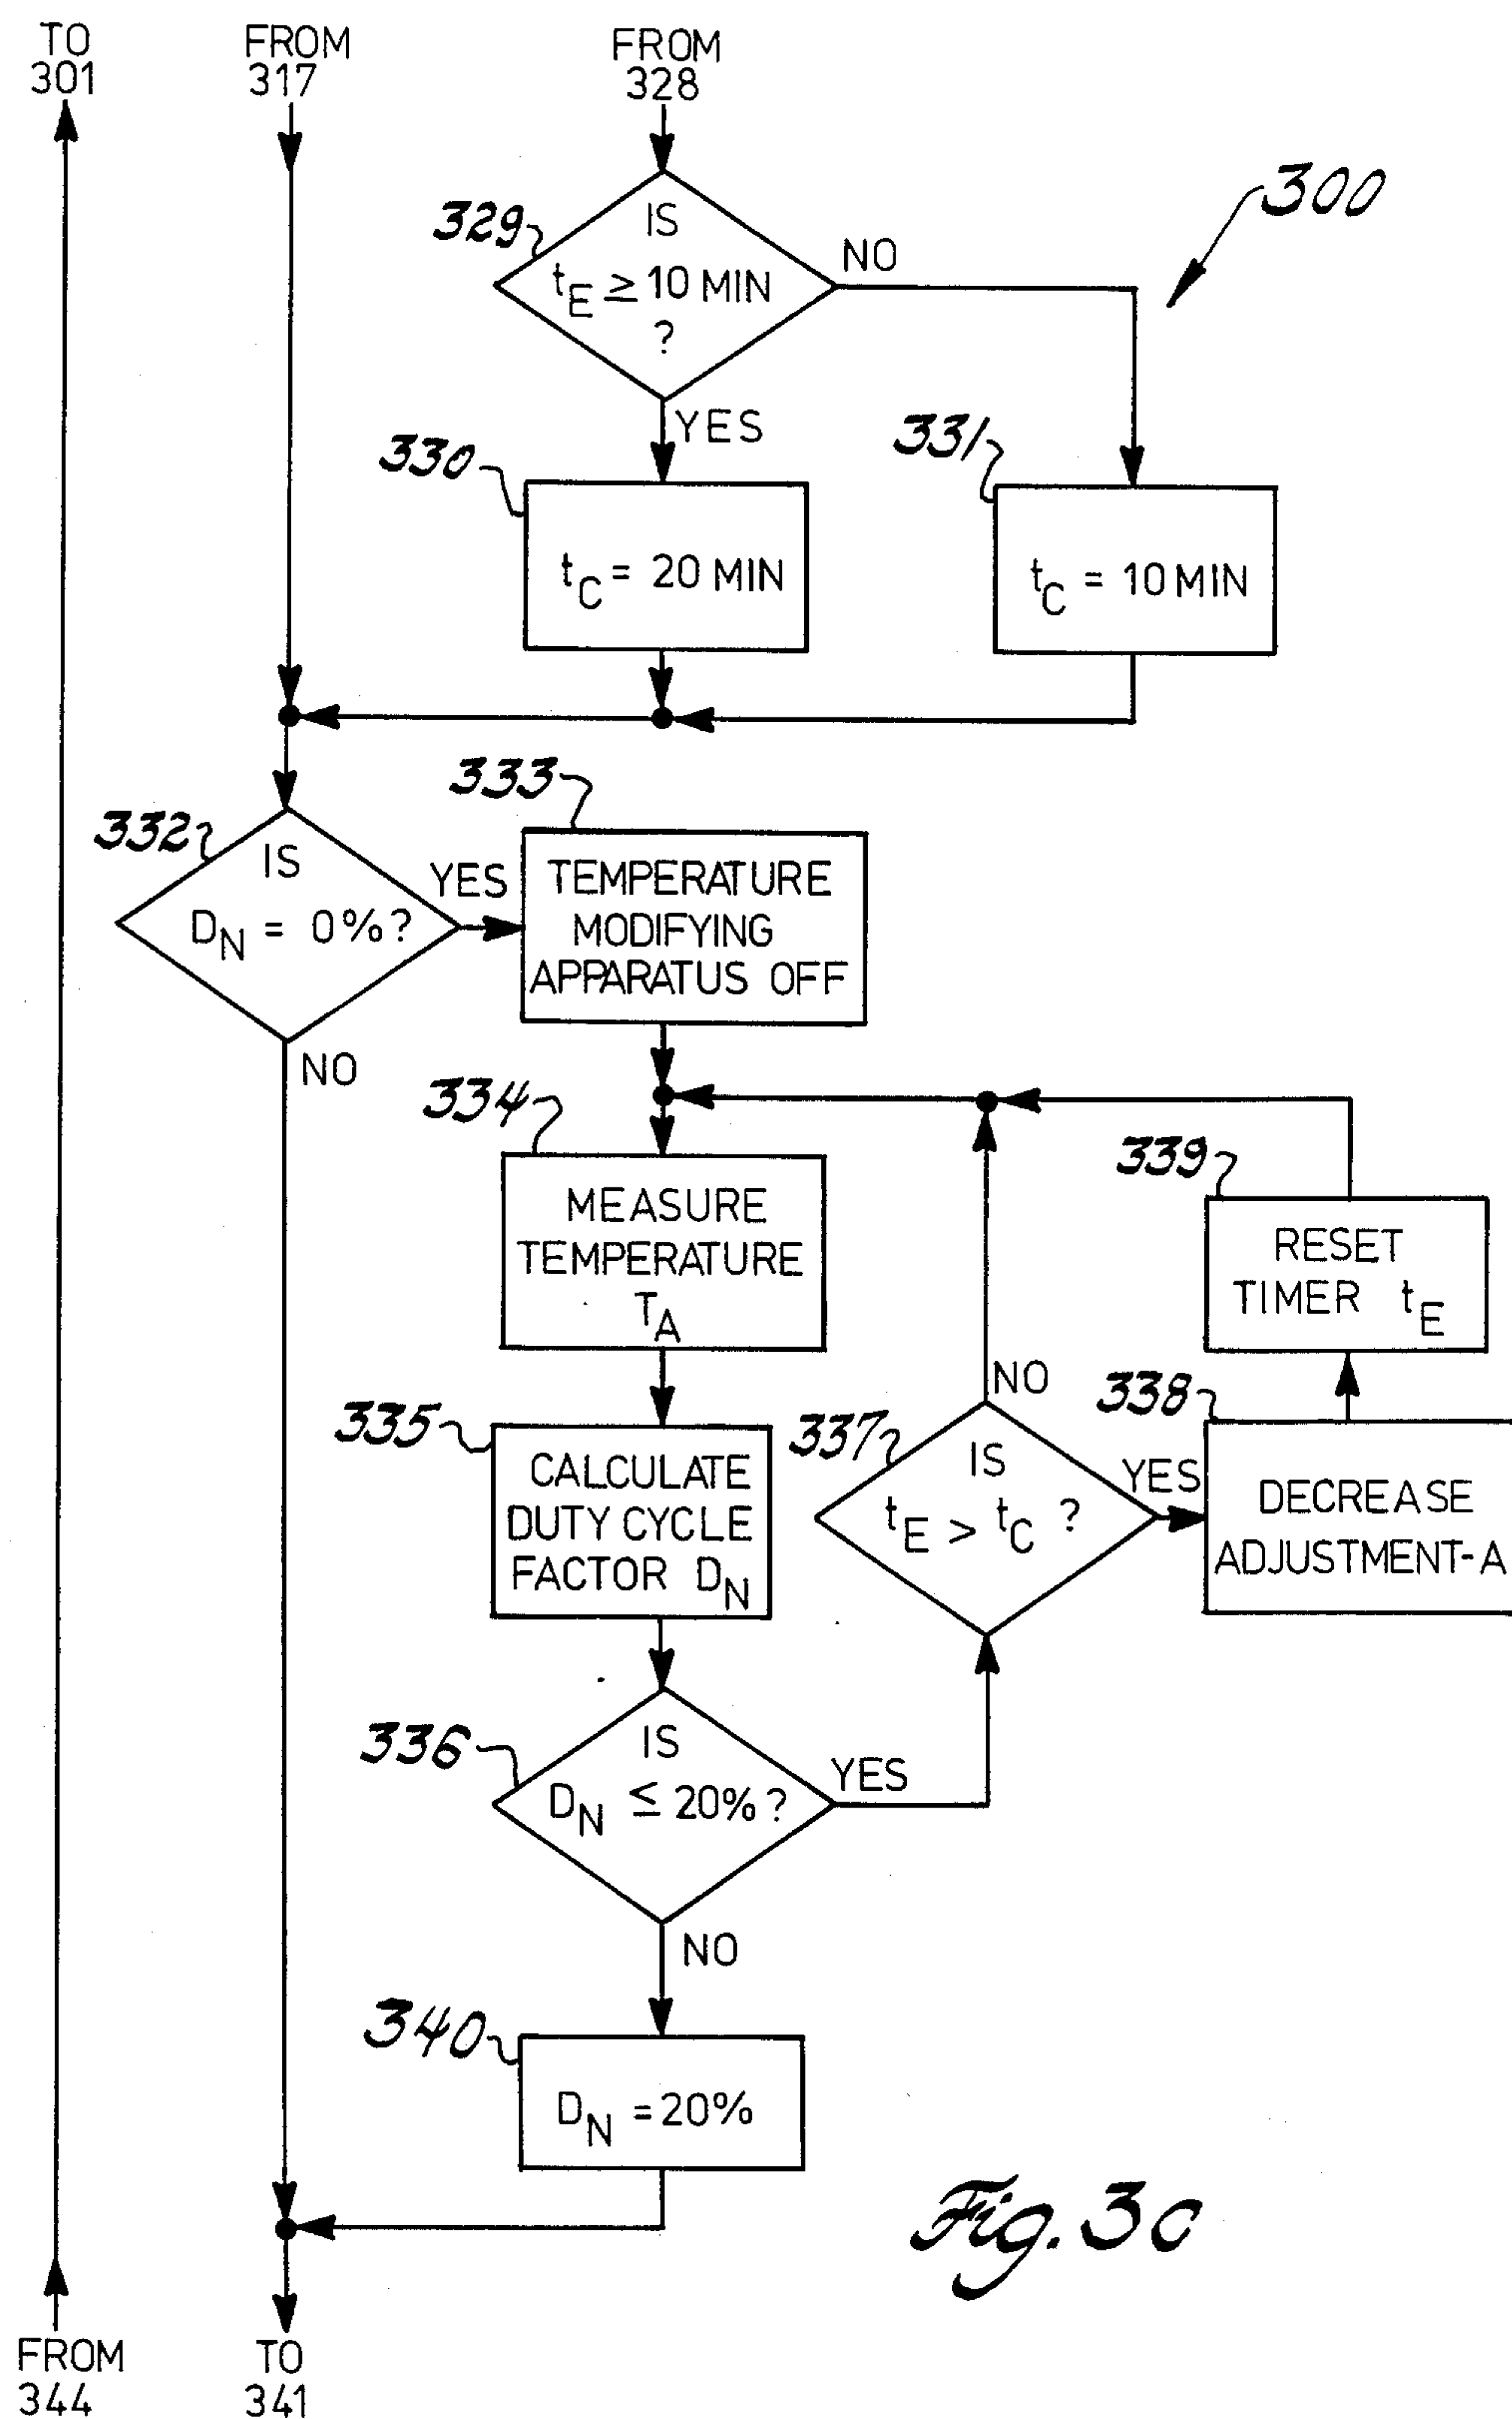 TO
301
FROM
317
FROM
328
300
329
IS
tE ≥ 10 MIN
?
NO
YES
330
tC = 20 MIN
331
tC = 10 MIN
332
IS
DN = 0%?
YES
NO
333
TEMPERATURE
MODIFYING
APPARATUS OFF
334
MEASURE
TEMPERATURE
TA
335
CALCULATE
DUTY CYCLE
FACTOR DN
336
IS
DN ≤ 20%?
YES
NO
337
IS
tE > tC ?
NO
YES
338
DECREASE
ADJUSTMENT-A
339
RESET
TIMER tE
340
DN = 20%
Fig. 3c
FROM
344
TO
341